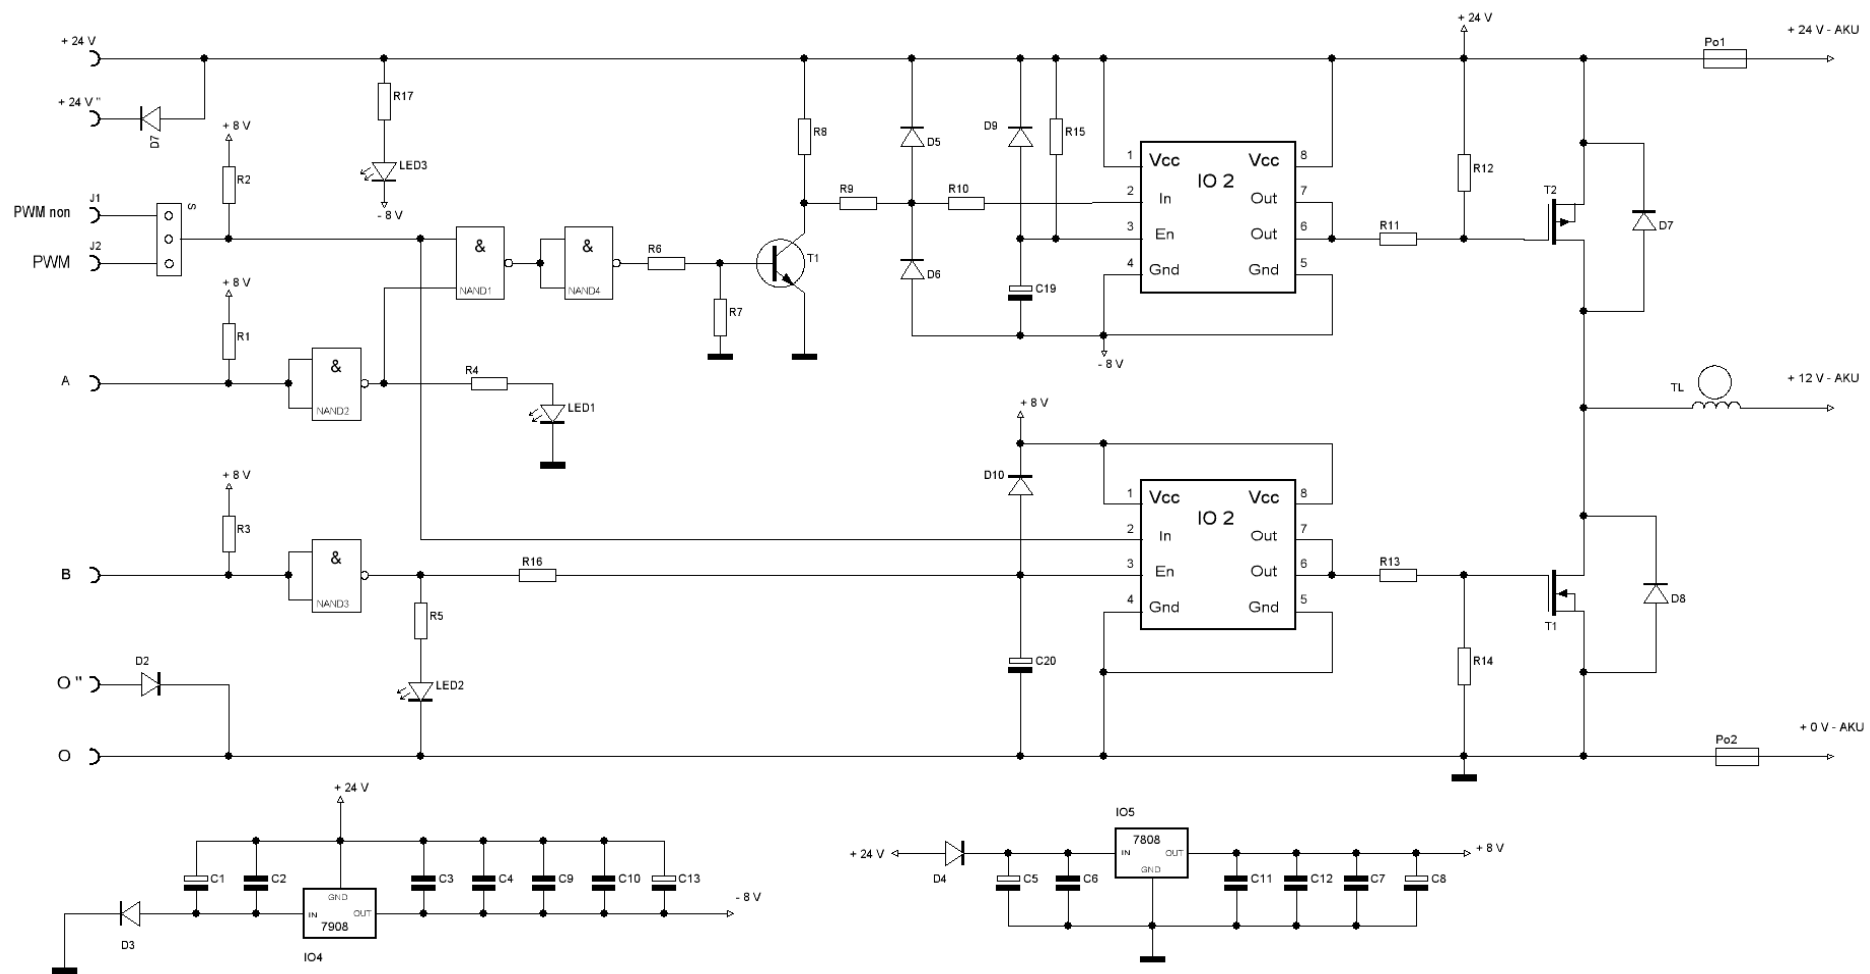 + 24 V
+ 24 V - AKU
Po1
+ 24 V
+ 24 V "
D7
R17
LED3
- 8 V
+ 8 V
R2
J1
PWM non
S
J2
PWM
+ 8 V
R1
A
&
NAND2
&
NAND1
&
NAND4
R6
R7
T1
R8
R9
D5
D6
R10
D9
R15
C19
- 8 V
1 Vcc Vcc 8
IO 2
2 In Out 7
3 En Out 6
4 Gnd Gnd 5
R11
R12
T2
D7
R4
LED1
TL
+ 12 V - AKU
+ 8 V
R3
B
&
NAND3
R16
R5
LED2
+ 8 V
D10
C20
1 Vcc Vcc 8
IO 2
2 In Out 7
3 En Out 6
4 Gnd Gnd 5
R13
R14
T1
D8
D2
O "
O
Po2
+ 0 V - AKU
+ 24 V
C1
C2
GND
IN OUT
7908
IO4
C3
C4
C9
C10
C13
- 8 V
D3
IO5
+ 24 V
D4
C5
C6
7808
IN OUT
GND
C11
C12
C7
C8
+ 8 V